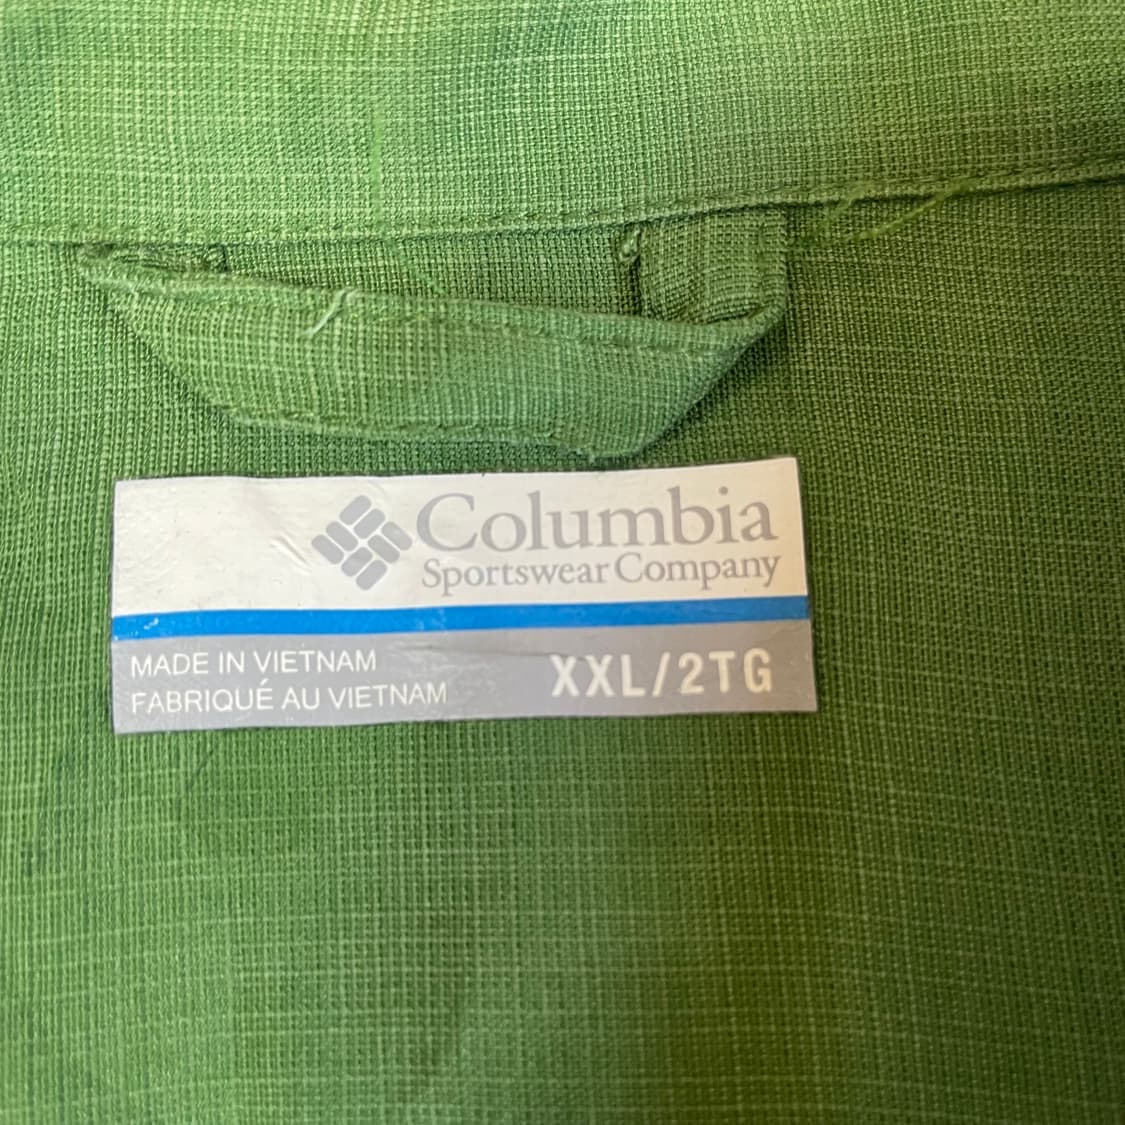 Columbia
Sportswear Company
MADE IN VIETNAM
FABRIQUÉ AU VIETNAM
XXL/2TG